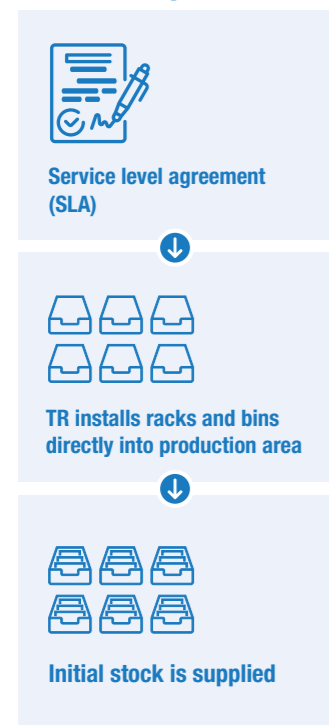 Service level agreement
(SLA)
TR installs racks and bins
directly into production area
Initial stock is supplied